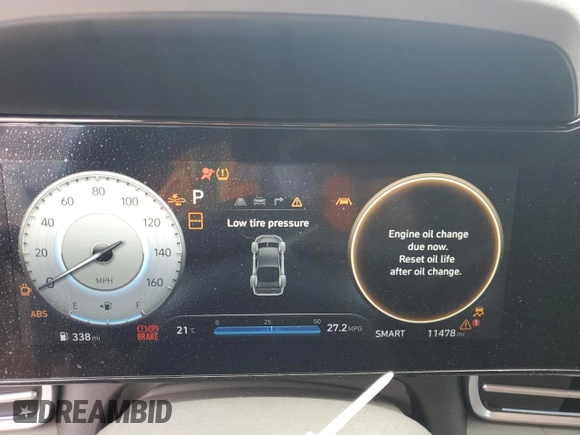 80
60
100
P
40
120
Low tire pressure
20
140
Engine oil change
due now.
Reset oil life
after oil change.
0
MPH
160
ABS
E
F
338 mi
BRAKE
21°C
0
25
50
27.2 MPG
SMART
11478 mi
1
DREAMBID